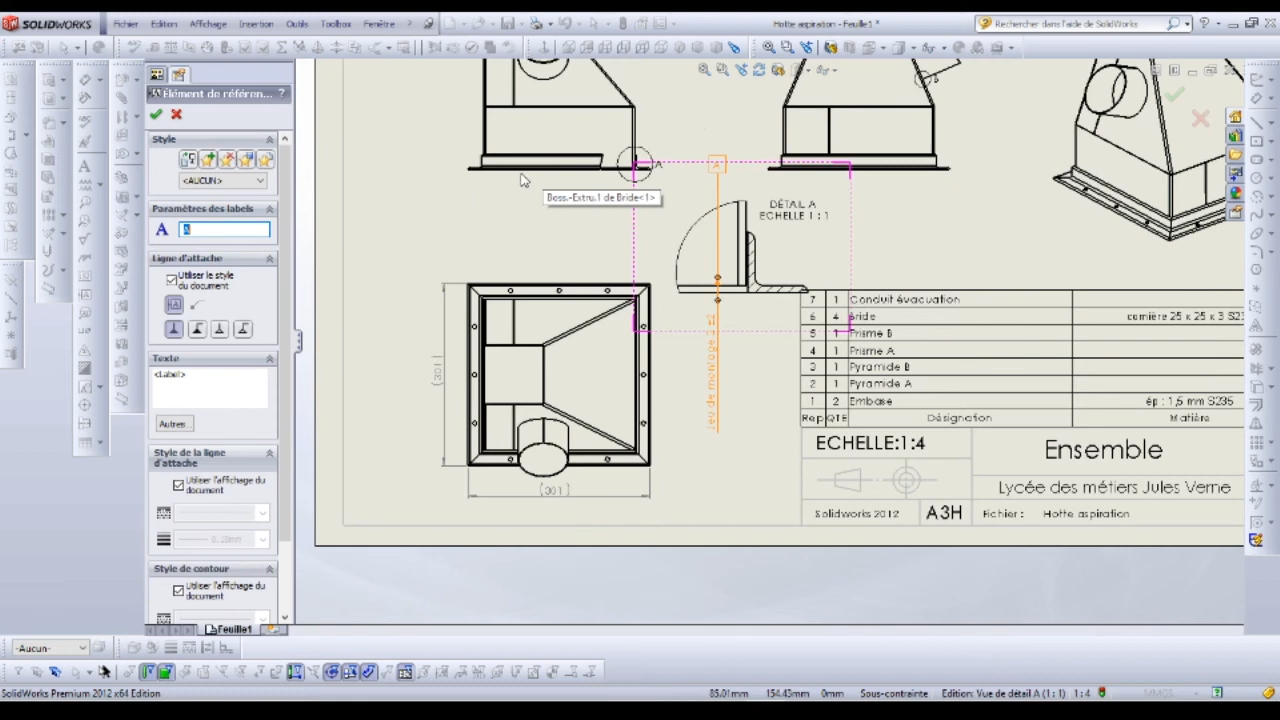 SOLIDWORKS
Fichier Edition Affichage Insertion Outils Toolbox Fenêtre ?
Hotte aspiration - Feuille1 *
Rechercher dans l'aide de SolidWorks
Élément de référen... ?
Style
<AUCUN>
Paramètres des labels
A
A
Ligne d'attache
Utiliser le style
du document
Texte
<Label>
Autres...
Style de la ligne
d'attache
Utiliser l'affichage du
document
Style de contour
Utiliser l'affichage du
document
Feuille1
-Aucun-
SolidWorks Premium 2012 x64 Edition
A
A
Boss.-Extru.1 de Bride<1>
DÉTAIL A
ECHELLE 1 : 1
(301)
(301)
7 1 Conduit évacuation
6 4 Bride cornière 25 x 25 x 3 S23
5 1 Prisme B
4 1 Prisme A
3 1 Pyramide B
2 1 Pyramide A
1 2 Embase ép : 1,5 mm S235
Rep QTE Désignation Matière
ECHELLE:1:4
Ensemble
Lycée des métiers Jules Verne
Solidworks 2012
A3H
Fichier : Hotte aspiration
85.01mm 154.43mm 0mm Sous-contrainte Edition: Vue de détail A (1 : 1) 1 : 4